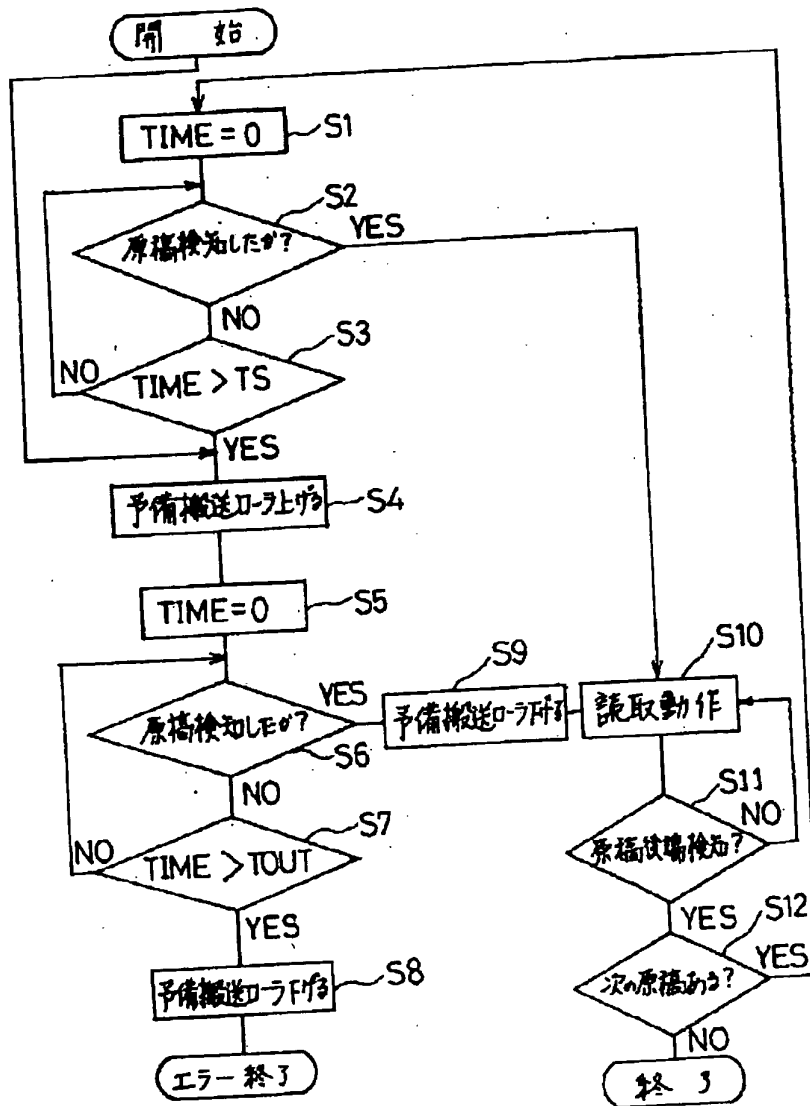 開 始
TIME = 0
S1
S2
原稿検知したか?
YES
NO
S3
NO
TIME > TS
YES
予備搬送ローラ上げる
S4
TIME = 0
S5
S9
S10
YES
原稿検知したか?
予備搬送ローラ下げる
読取動作
S6
NO
S11
NO
S7
原稿後端検知?
NO
TIME > TOUT
YES
S12
YES
YES
予備搬送ローラ下げる
S8
次の原稿ある?
NO
エラー終了
終 了